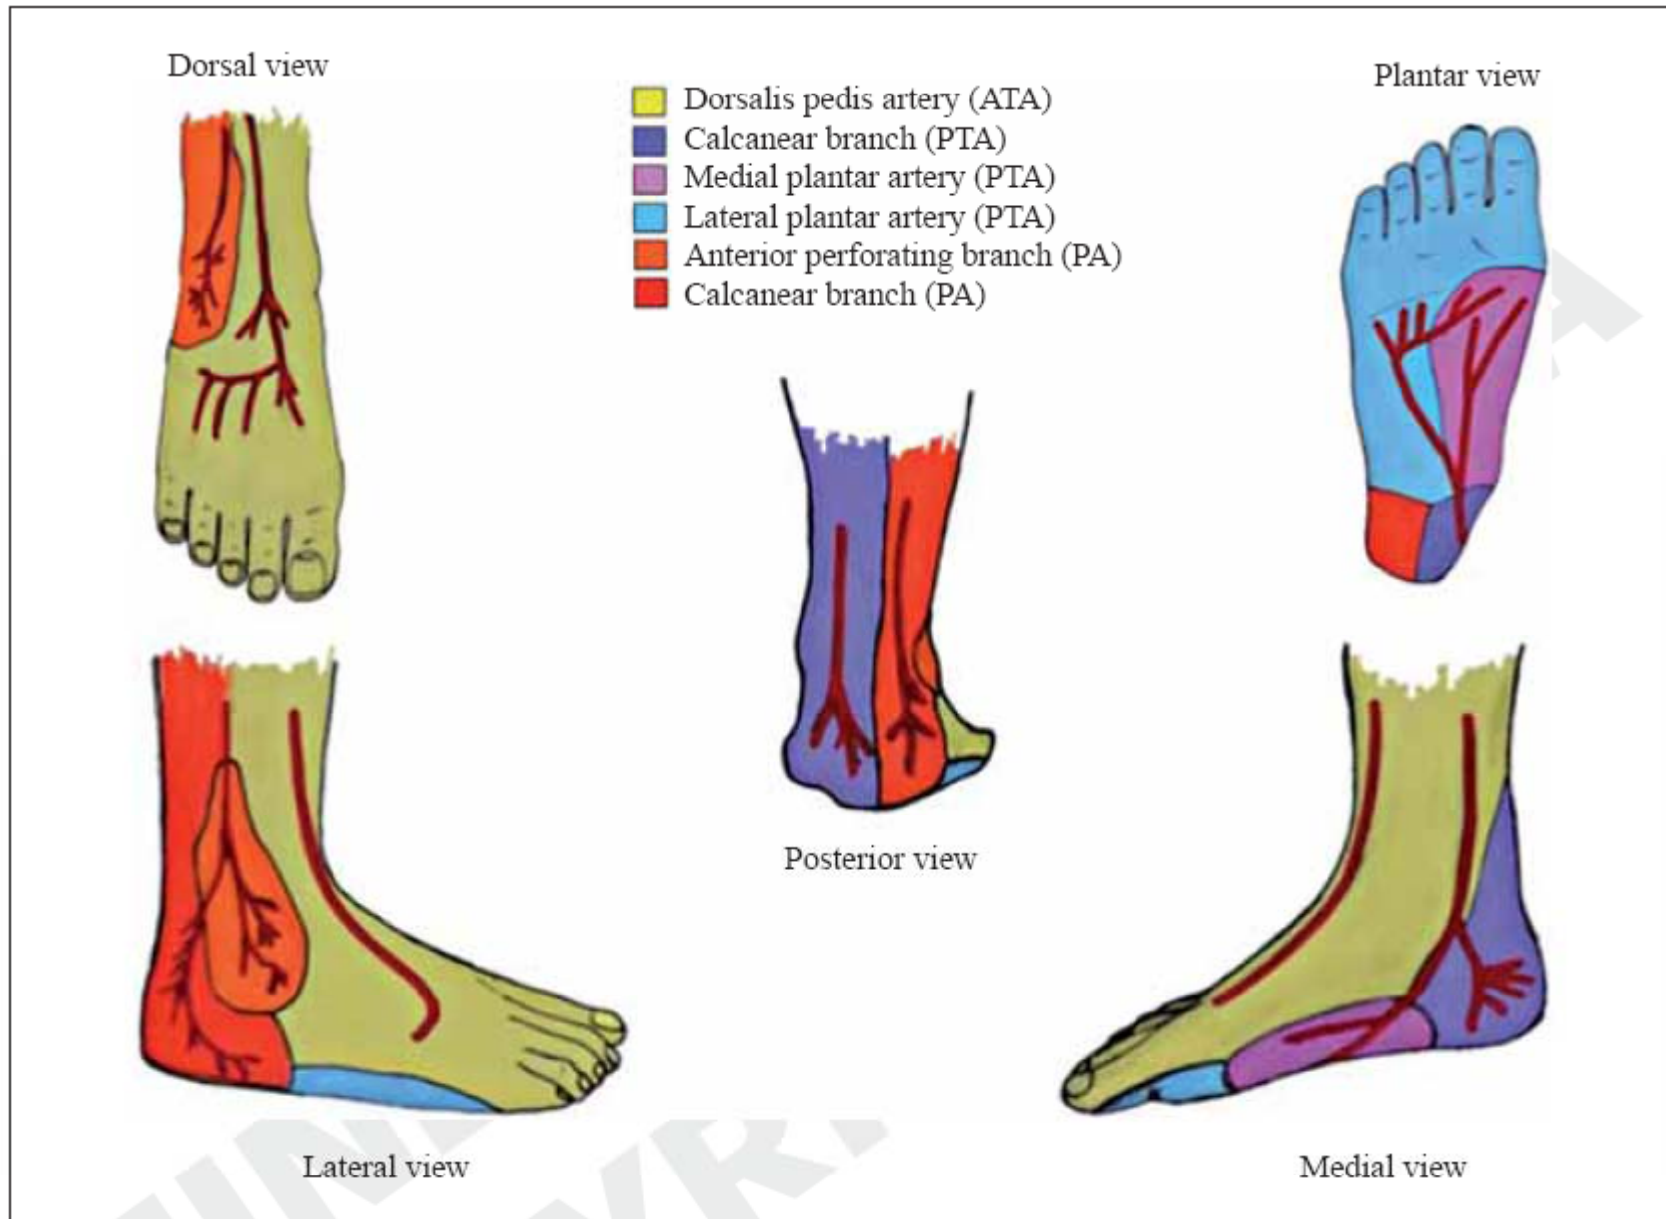 Dorsal view
Dorsalis pedis artery (ATA)
Calcanear branch (PTA)
Medial plantar artery (PTA)
Lateral plantar artery (PTA)
Anterior perforating branch (PA)
Calcanear branch (PA)
Plantar view
Posterior view
Lateral view
Medial view